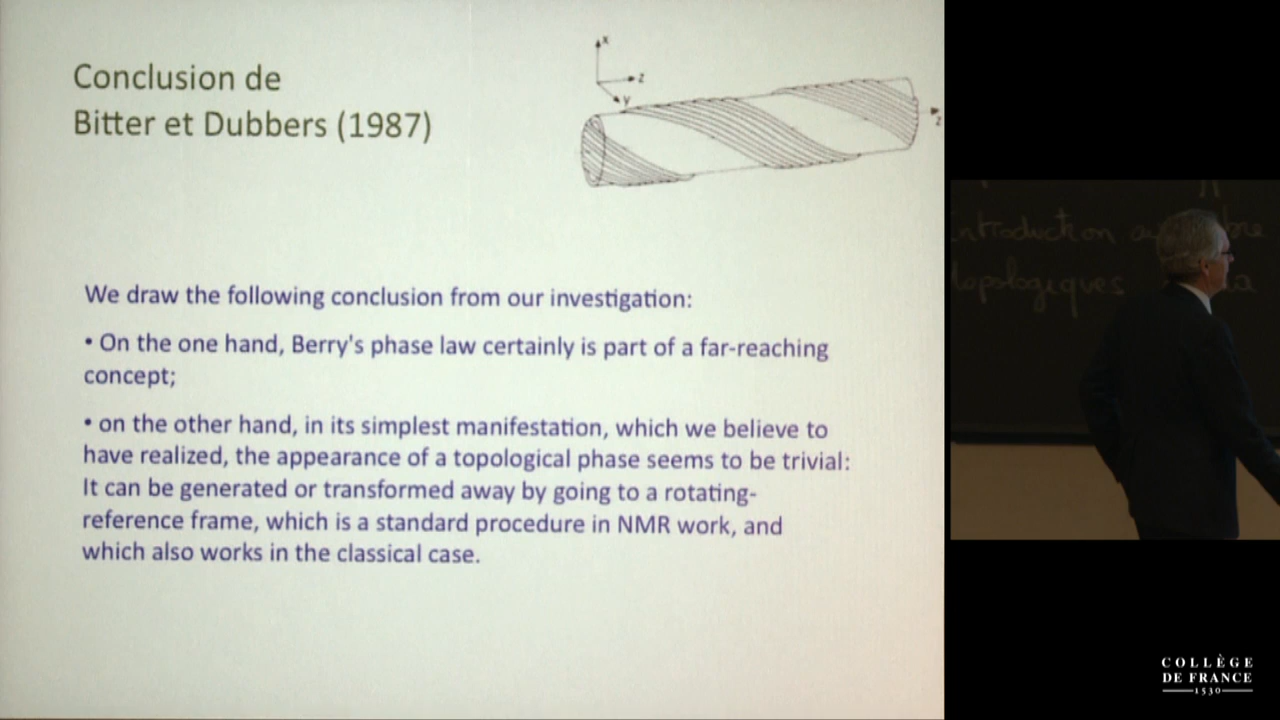 Conclusion de
Bitter et Dubbers (1987)
x
z
y
z
We draw the following conclusion from our investigation:
• On the one hand, Berry's phase law certainly is part of a far-reaching
concept;
• on the other hand, in its simplest manifestation, which we believe to
have realized, the appearance of a topological phase seems to be trivial:
It can be generated or transformed away by going to a rotating-
reference frame, which is a standard procedure in NMR work, and
which also works in the classical case.
introduction
topologiques
COLLÈGE
DE FRANCE
1530